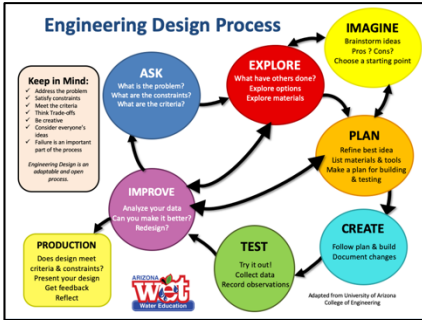 Engineering Design Process
Keep in Mind:
✓ Address the problem
✓ Satisfy constraints
✓ Meet the criteria
✓ Think Trade-offs
✓ Be creative
✓ Consider everyone's
ideas
✓ Failure is an important
part of the process
Engineering Design is an
adaptable and open
process.
ASK
What is the problem?
What are the constraints?
What are the criteria?
EXPLORE
What have others done?
Explore options
Explore materials
IMAGINE
Brainstorm ideas
Pros ? Cons?
Choose a starting point
PLAN
Refine best idea
List materials & tools
Make a plan for building
& testing
CREATE
Follow plan & build
Document changes
TEST
Try it out!
Collect data
Record observations
IMPROVE
Analyze your data
Can you make it better?
Redesign?
PRODUCTION
Does design meet
criteria & constraints?
Present your design
Get feedback
Reflect
ARIZONA
wet
Water Education
Adapted from University of Arizona
College of Engineering